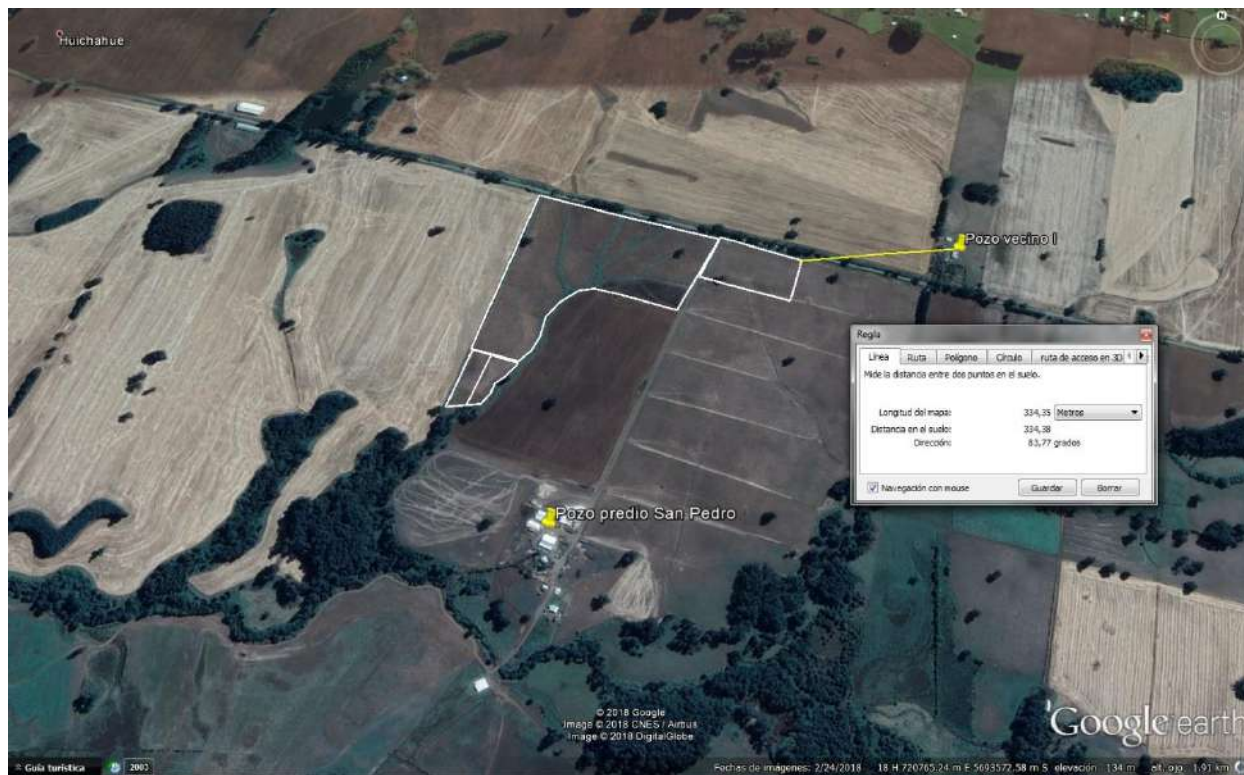 N
Huichahue
Pozo vecino I
Regla
Línea Ruta Polígono Círculo ruta de acceso en 3D
Mide la distancia entre dos puntos en el suelo.
Longitud del mapa: 334,35 Metros
Distancia en el suelo: 334,38
Dirección: 83,77 grados
Navegación con mouse Guardar Borrar
Pozo predio San Pedro
© 2018 Google
Image © 2018 CNES / Airbus
Image © 2018 DigitalGlobe
Google earth
Guía turística 2003 Fechas de imágenes: 2/24/2018 18 H 720765.24 m E 5693572.58 m S elevación 134 m alt. ojo 1.91 km